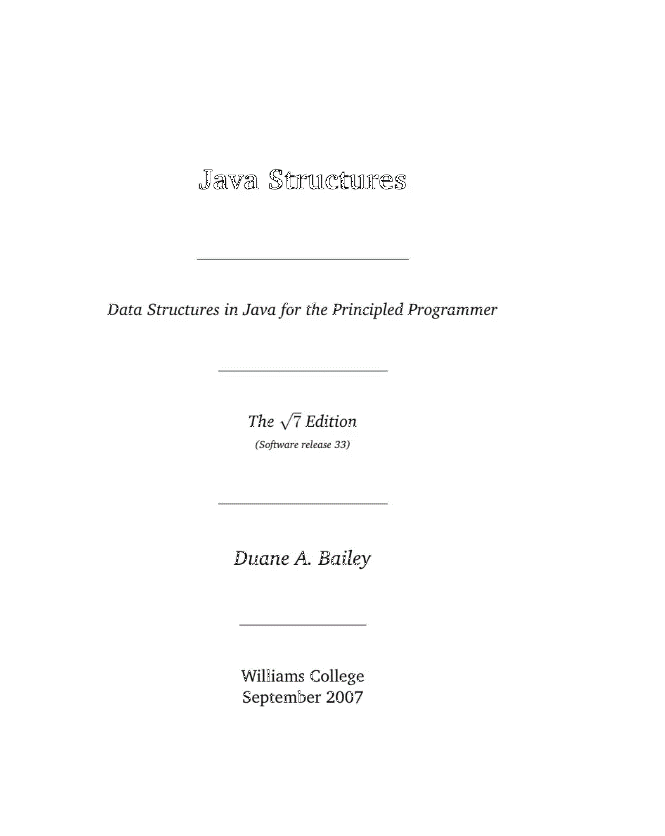 Java Structures
Data Structures in Java for the Principled Programmer
The √7 Edition
(Software release 33)
Duane A. Bailey
Williams College
September 2007